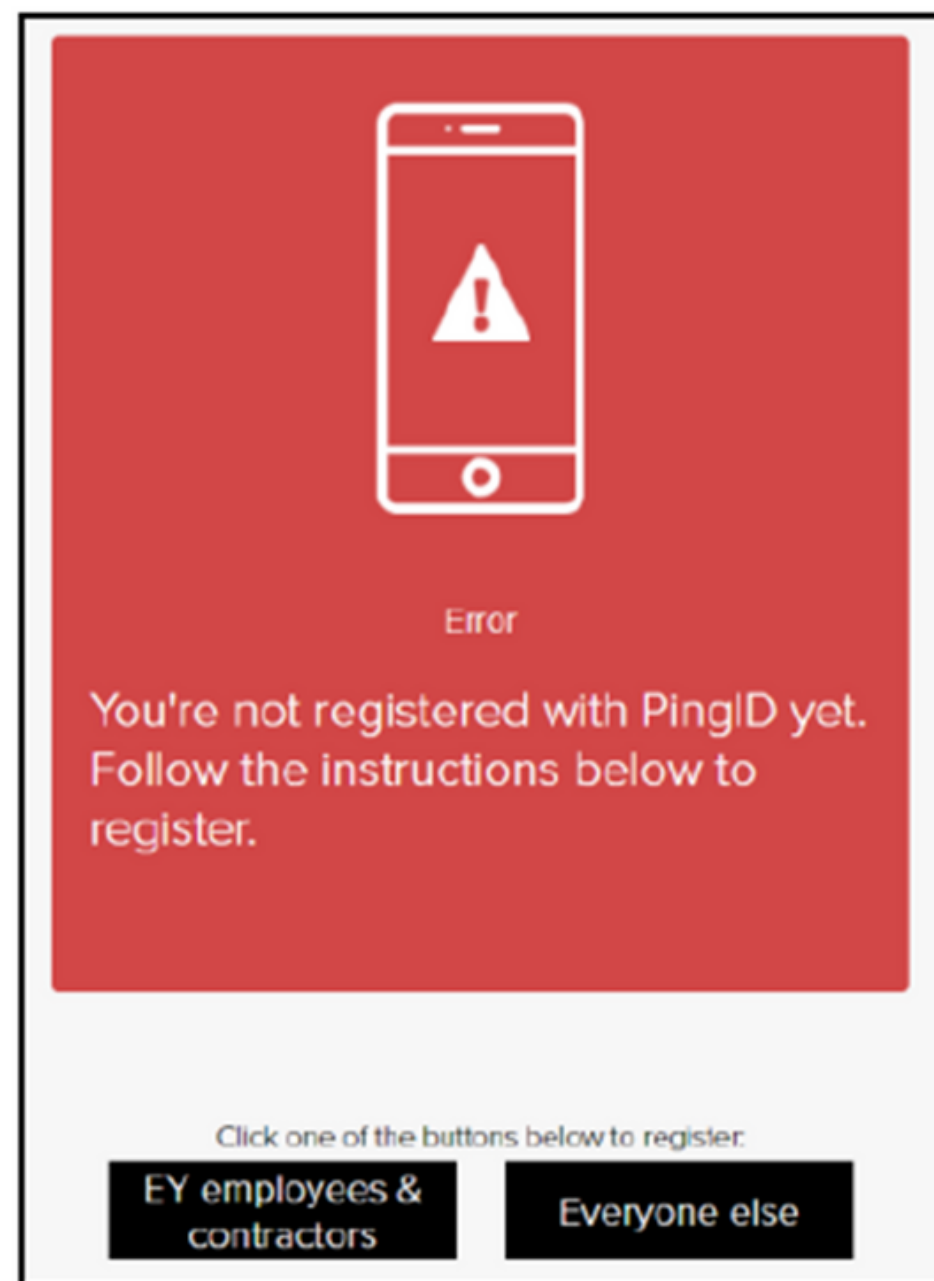 Error
You're not registered with PingID yet.
Follow the instructions below to
register.
Click one of the buttons below to register:
EY employees &
contractors
Everyone else